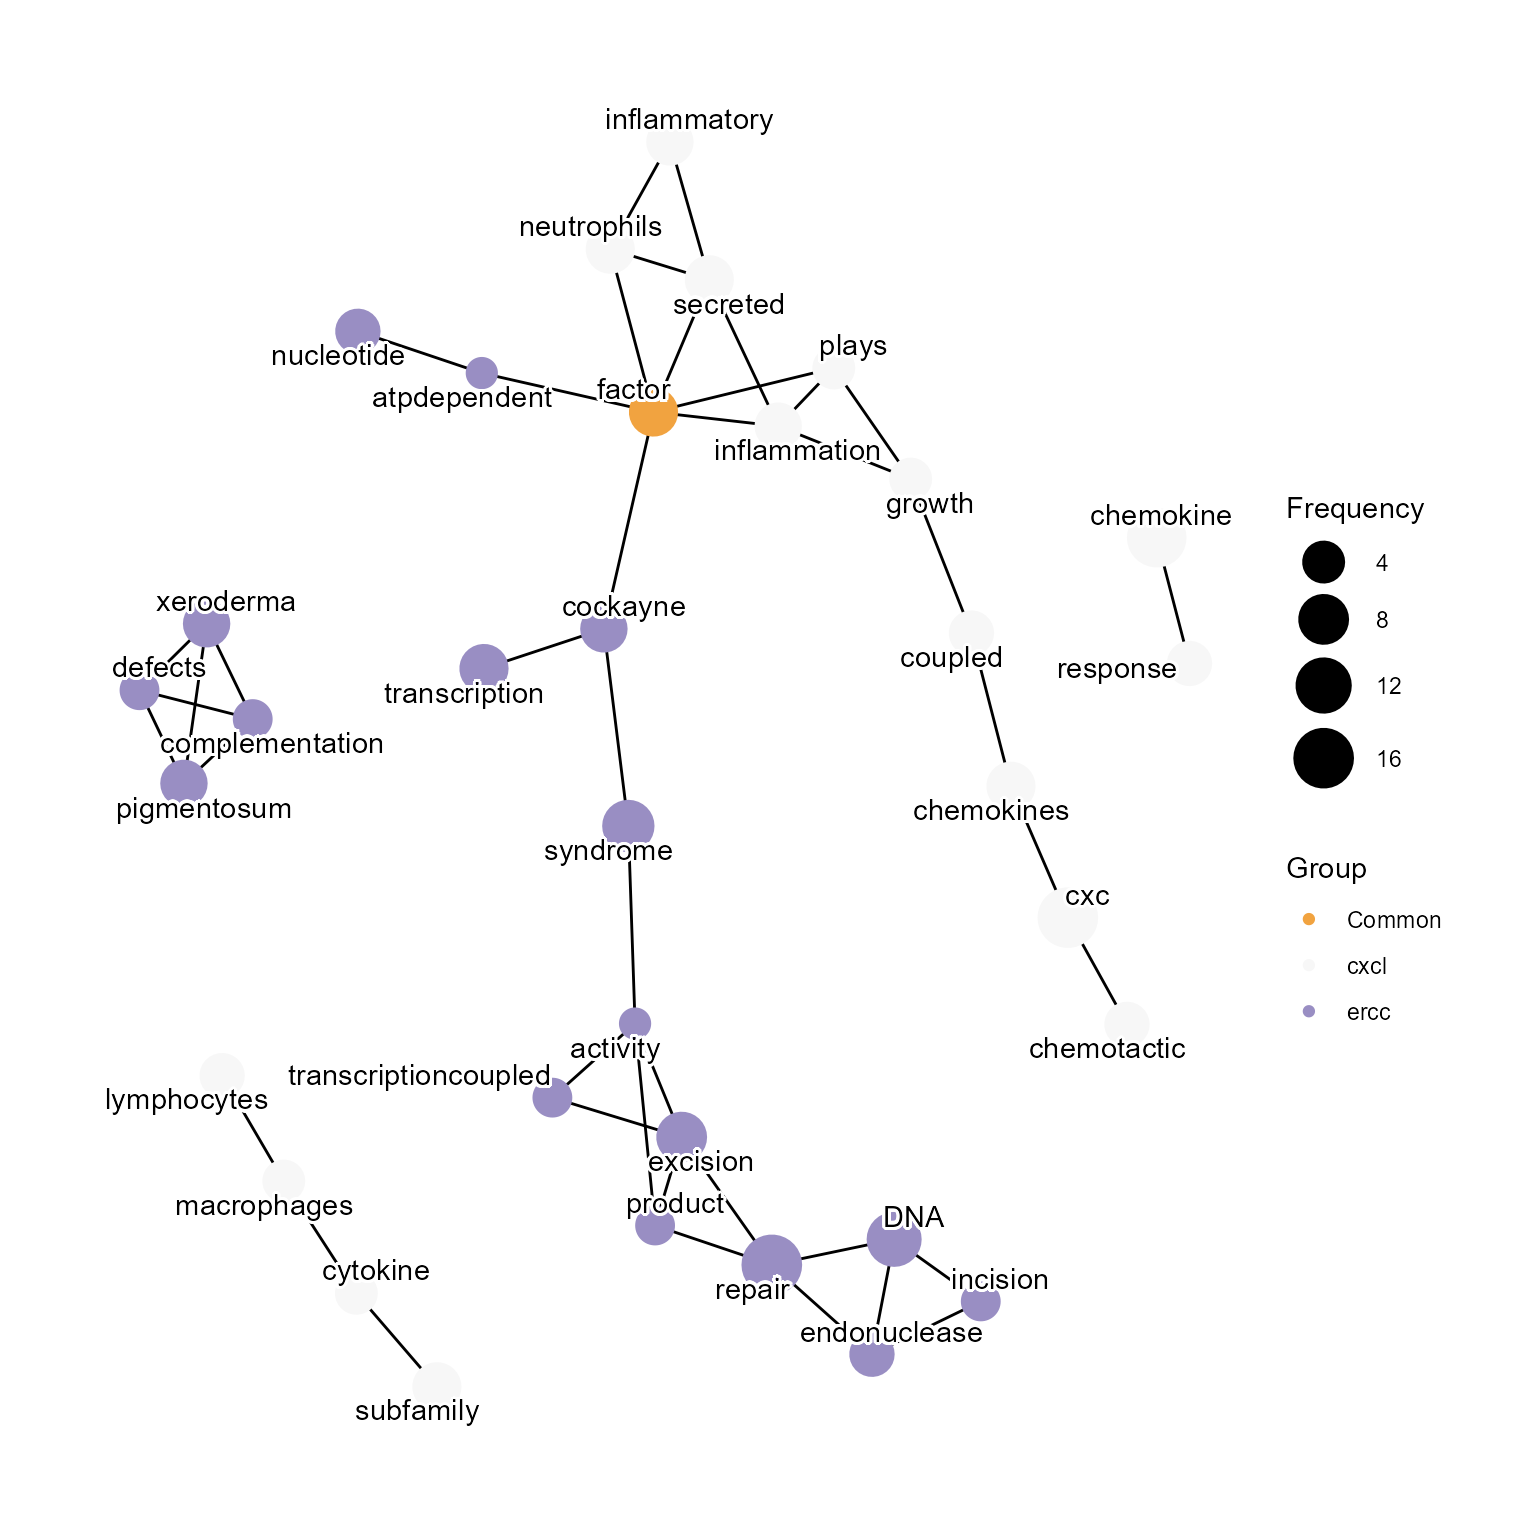 inflammatory
neutrophils
secreted
plays
nucleotide
factor
atpdependent
inflammation
growth
Frequency
chemokine
4
xeroderma
cockayne
8
defects
coupled
response
12
transcription
complementation
16
pigmentosum
chemokines
syndrome
Group
cxc
Common
cxcl
ercc
activity
chemotactic
transcriptioncoupled
lymphocytes
excision
macrophages
product
DNA
cytokine
incision
repair
endonuclease
subfamily